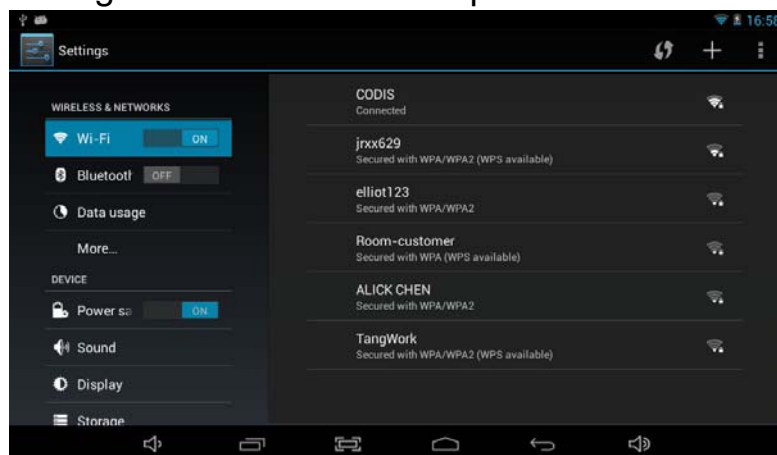 16:58
Settings
WIRELESS & NETWORKS
Wi-Fi ON
Bluetooth OFF
Data usage
More...
DEVICE
Power sa ON
Sound
Display
Storage
CODIS
Connected
jrxx629
Secured with WPA/WPA2 (WPS available)
elliot123
Secured with WPA/WPA2
Room-customer
Secured with WPA (WPS available)
ALICK CHEN
Secured with WPA/WPA2
TangWork
Secured with WPA/WPA2 (WPS available)